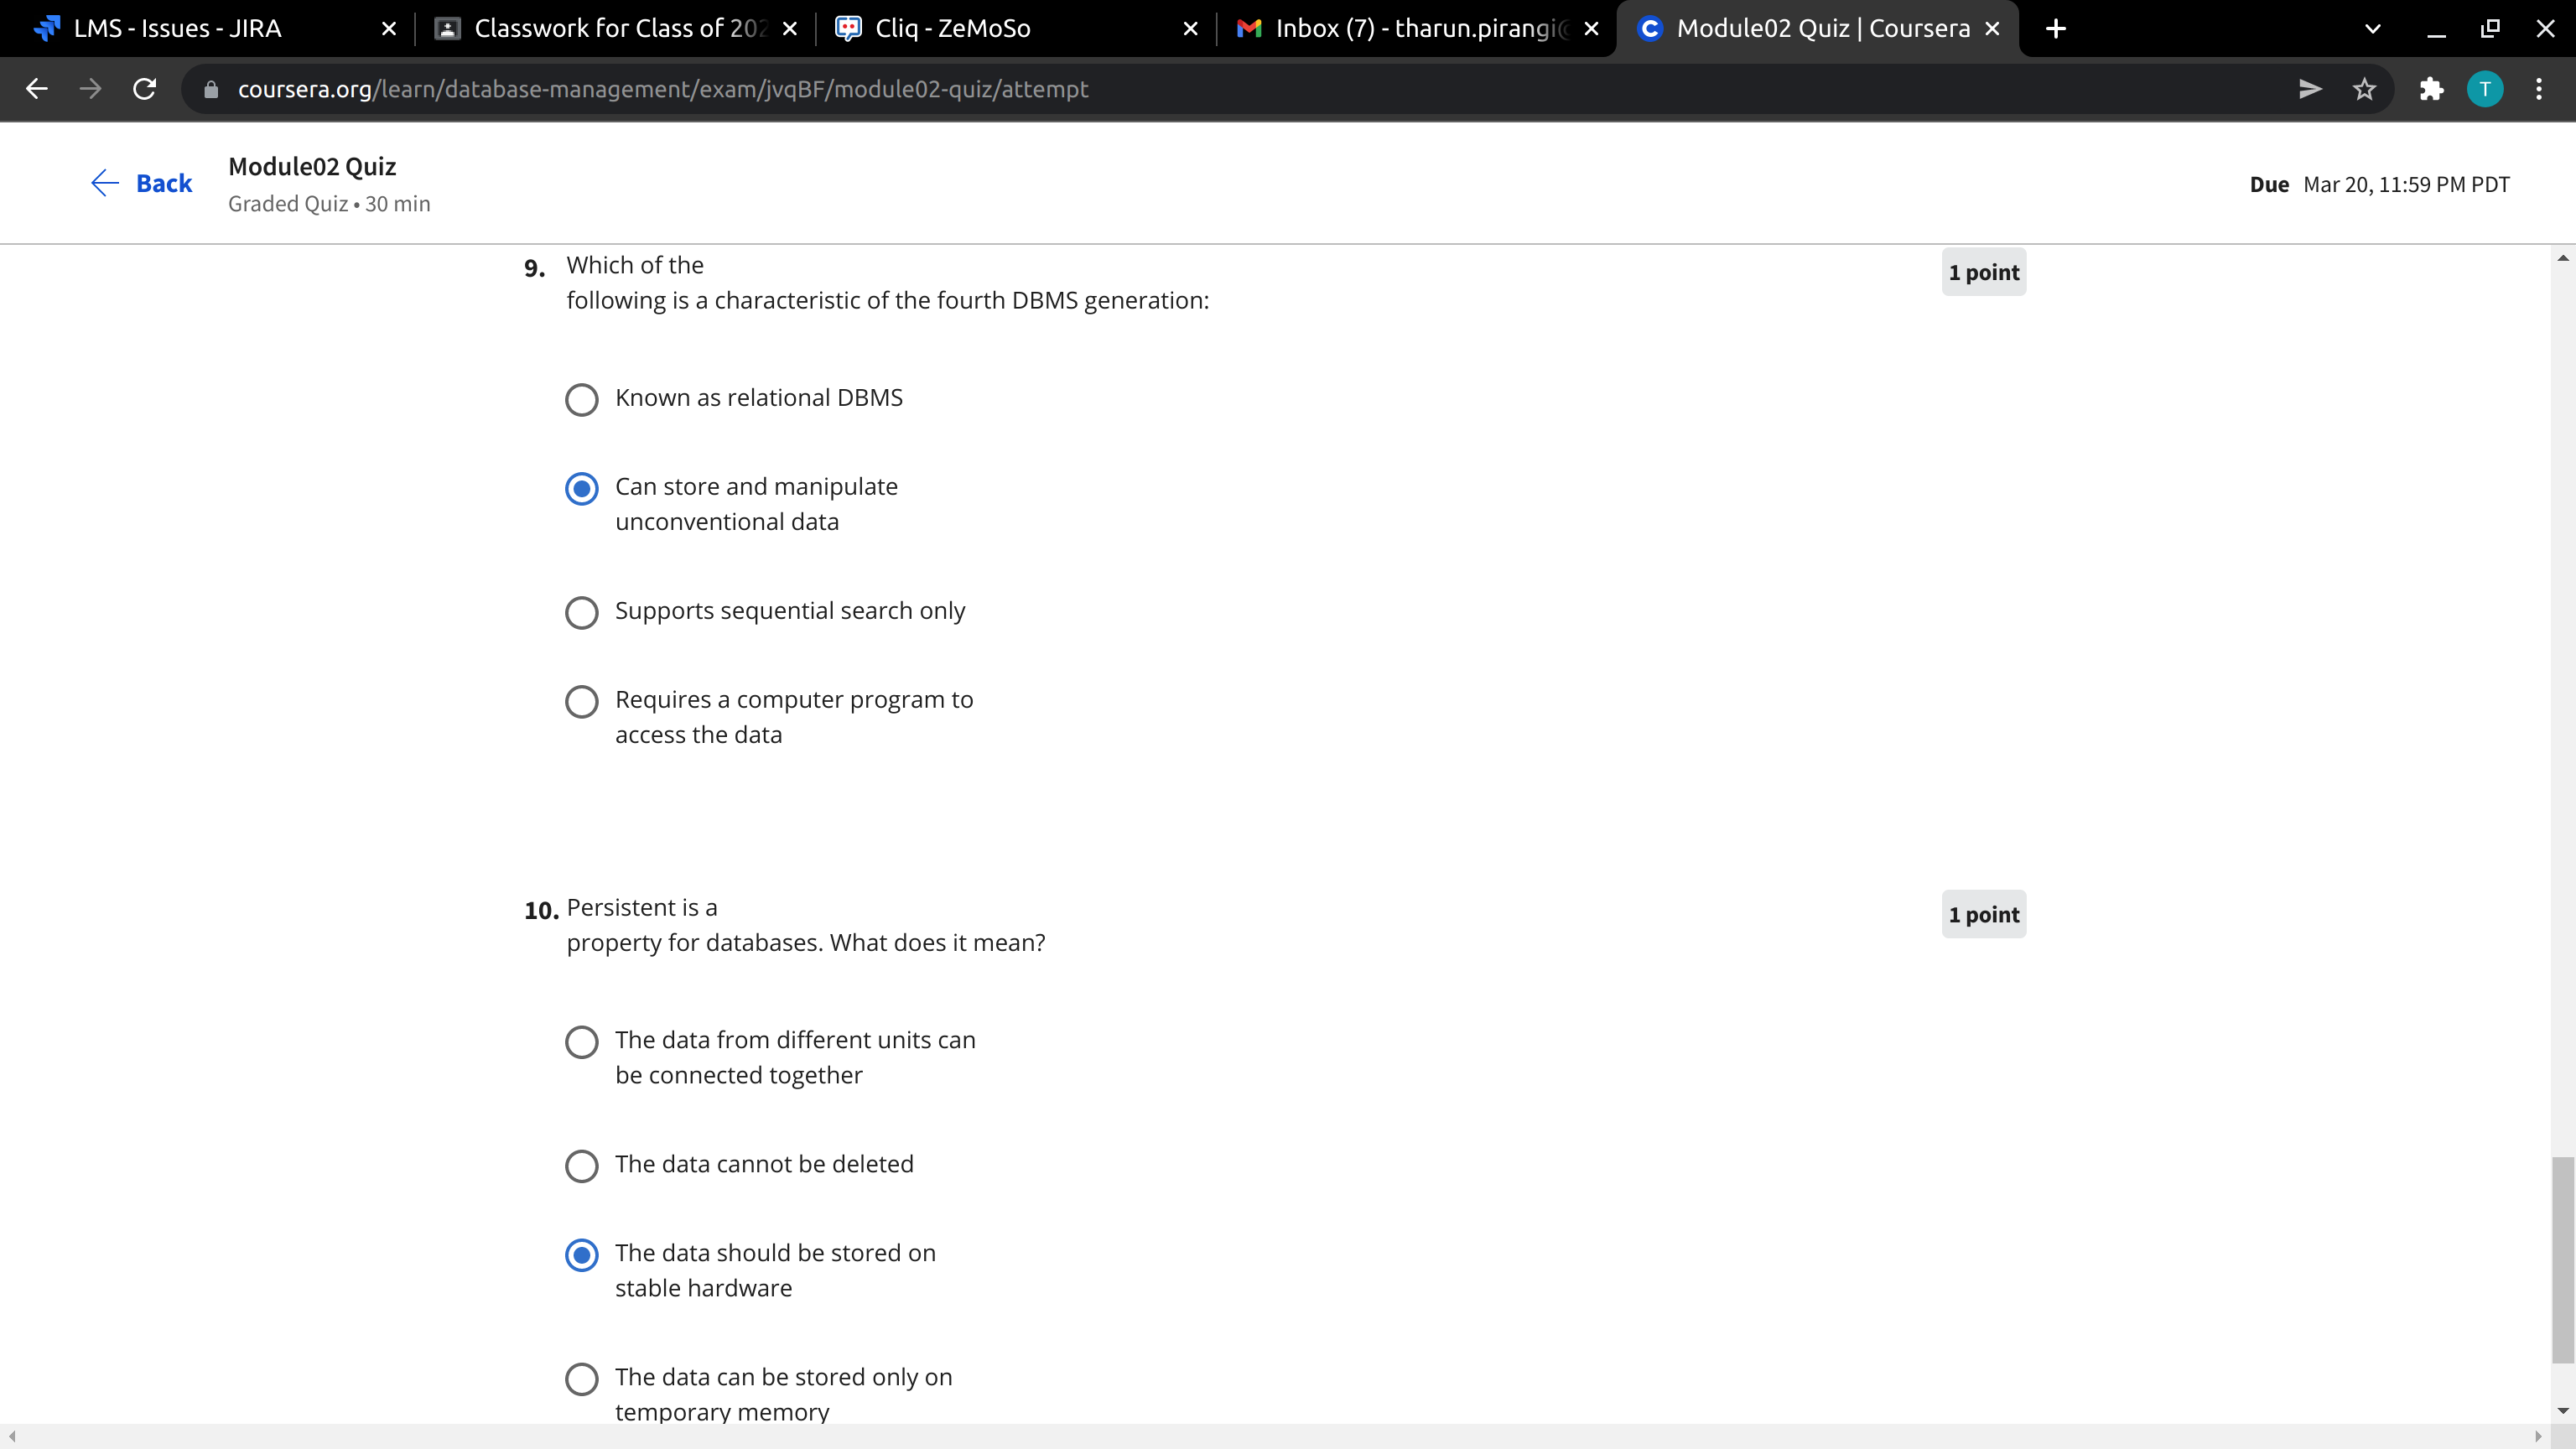 LMS - Issues - JIRA
Classwork for Class of 202
Cliq - ZeMoSo
Inbox (7) - tharun.pirangi@
Module02 Quiz | Coursera
coursera.org/learn/database-management/exam/jvqBF/module02-quiz/attempt
T
Back
Module02 Quiz
Graded Quiz • 30 min
Due Mar 20, 11:59 PM PDT
9. Which of the
following is a characteristic of the fourth DBMS generation:
1 point
Known as relational DBMS
Can store and manipulate
unconventional data
Supports sequential search only
Requires a computer program to
access the data
10. Persistent is a
property for databases. What does it mean?
1 point
The data from different units can
be connected together
The data cannot be deleted
The data should be stored on
stable hardware
The data can be stored only on
temporary memory